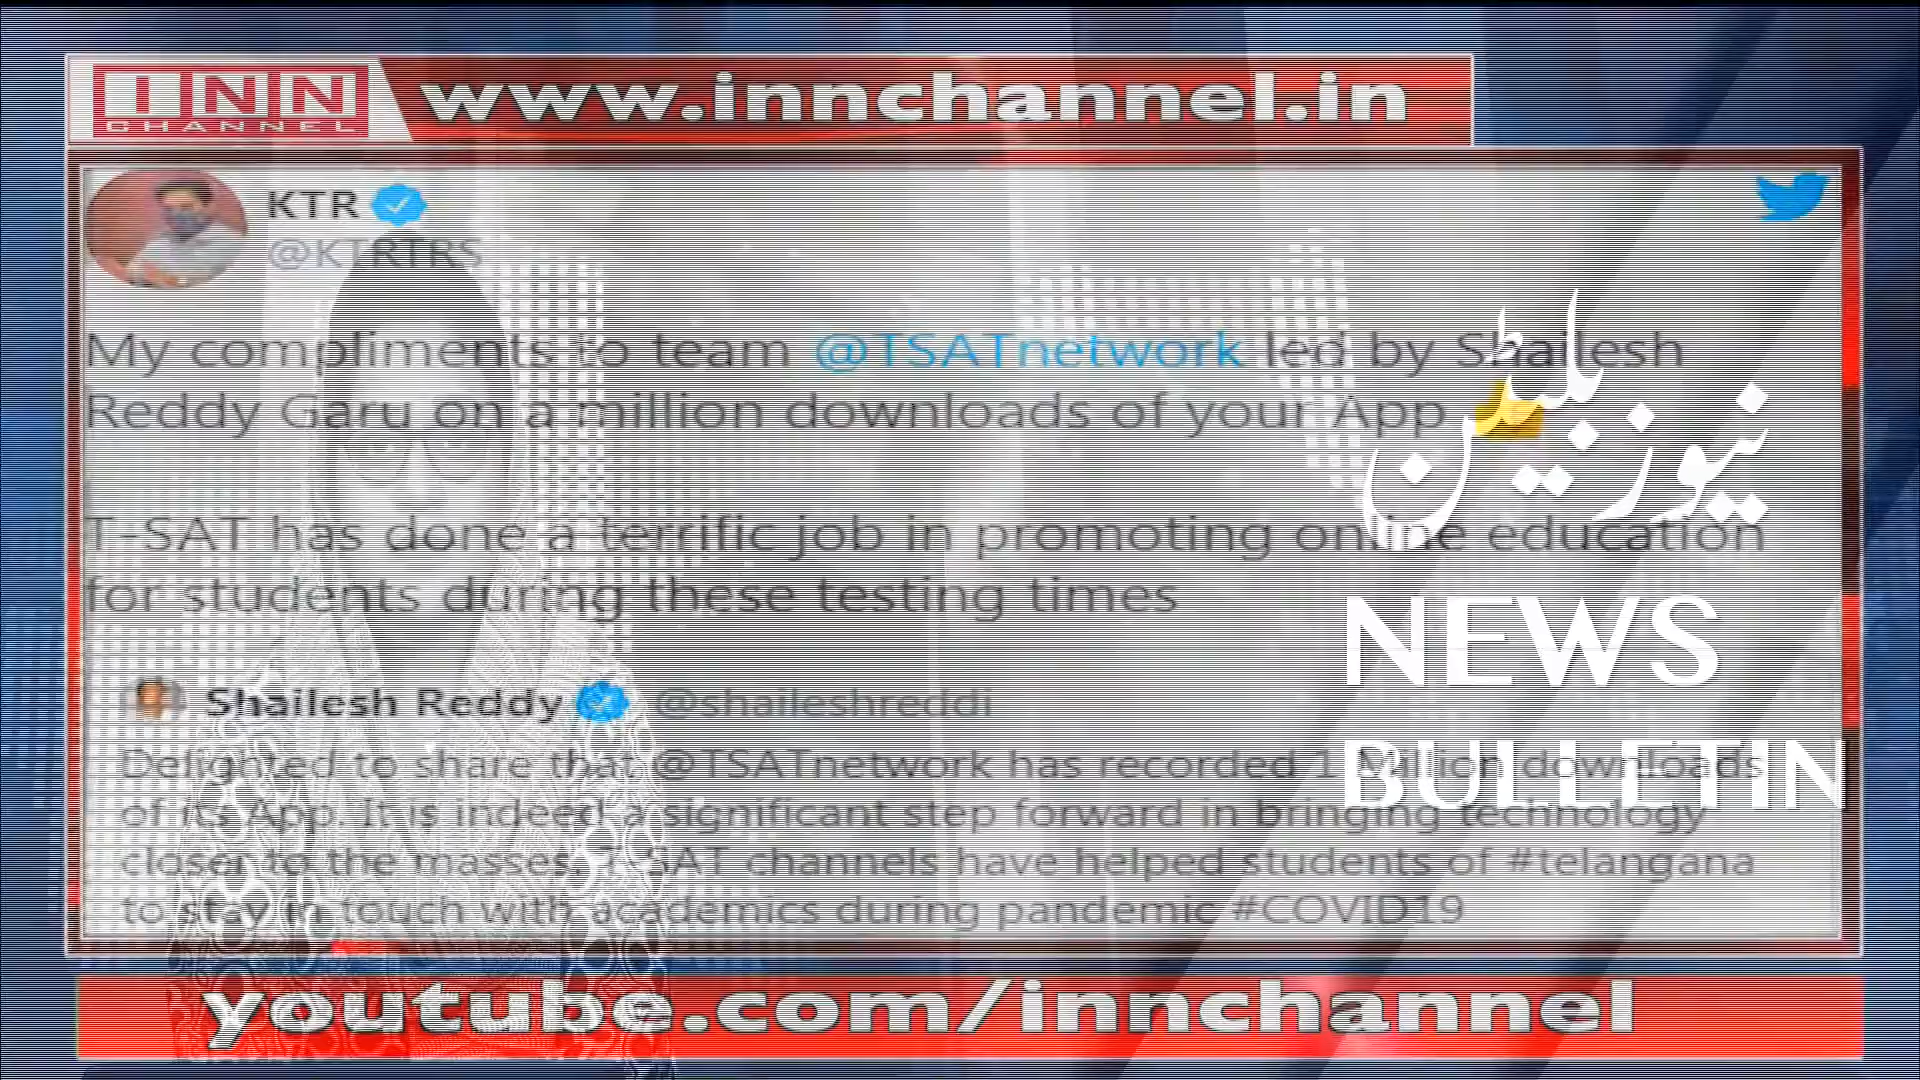 INN
CHANNEL
www.innchannel.in
KTR
@KTRTRS
My compliments to team @TSATnetwork led by Shailesh
Reddy Garu on a million downloads of your App 👏
T-SAT has done a terrific job in promoting online education
for students during these testing times
Shailesh Reddy @shaileshreddi
Delighted to share that @TSATnetwork has recorded 1 Million downloads
of its App. It is indeed a significant step forward in bringing technology
closer to the masses. T-SAT channels have helped students of #telangana
to stay in touch with academics during pandemic #COVID19
نیوز بلیٹن
NEWS
BULLETIN
youtube.com/innchannel